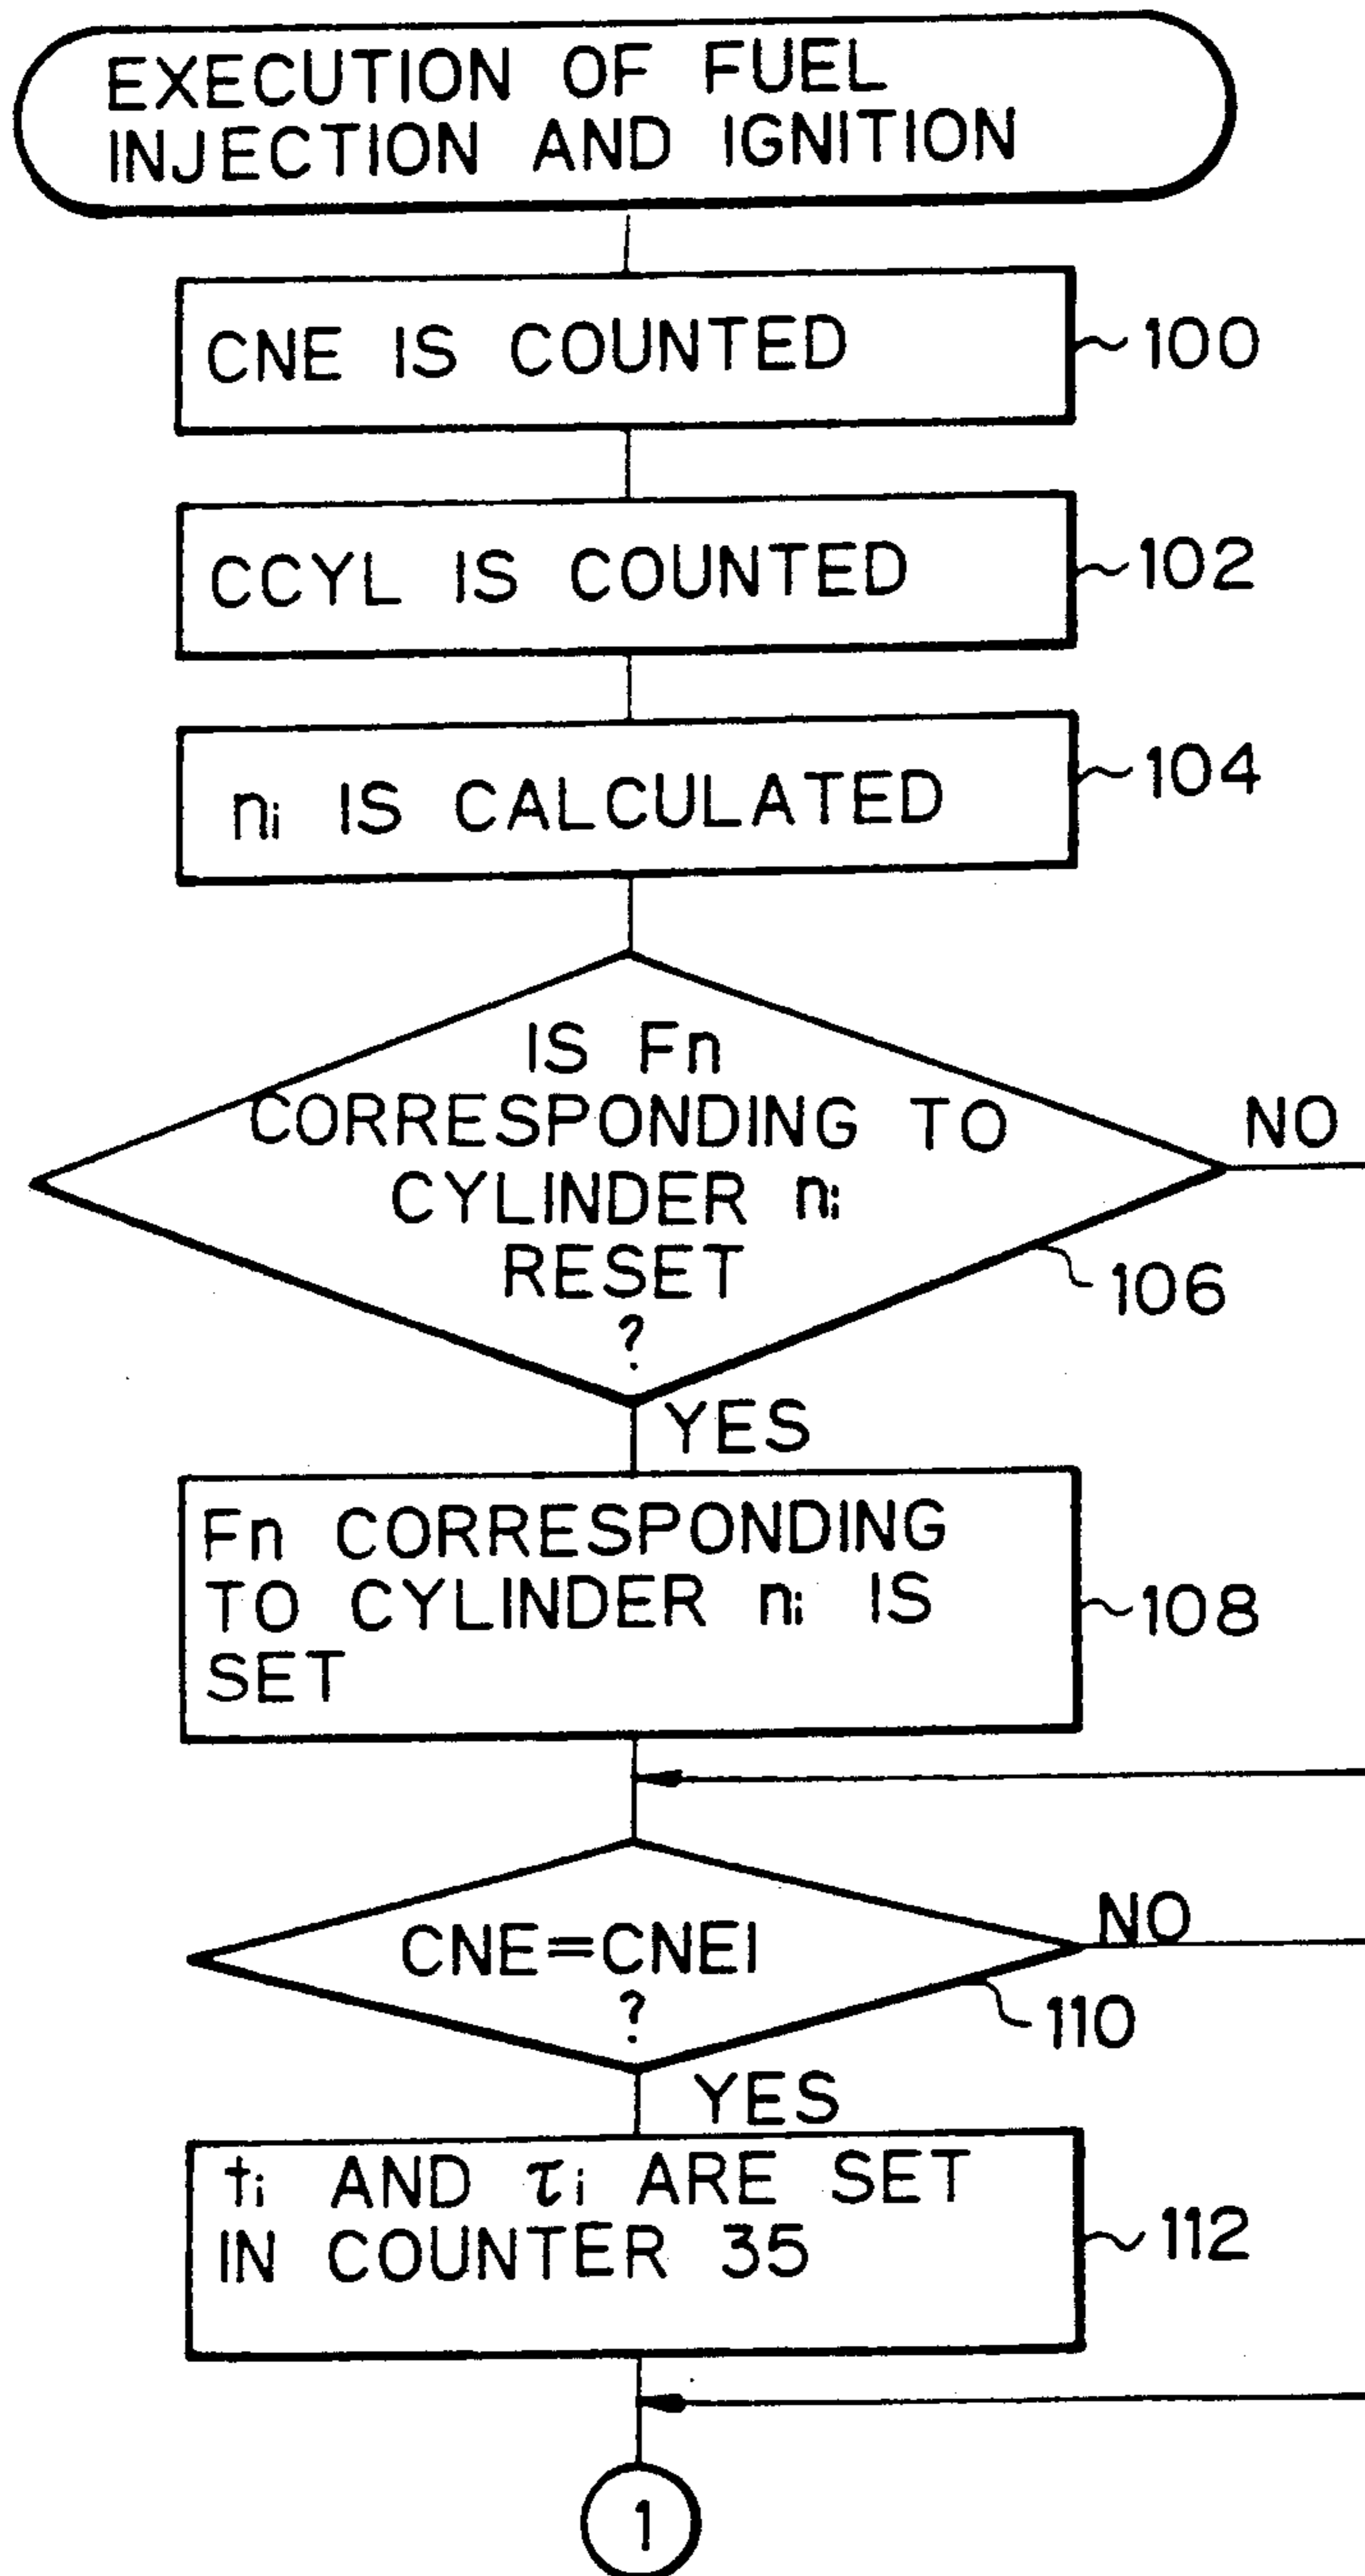 EXECUTION OF FUEL
INJECTION AND IGNITION
CNE IS COUNTED
100
CCYL IS COUNTED
102
ni IS CALCULATED
104
IS Fn
CORRESPONDING TO
CYLINDER ni
RESET
?
NO
106
YES
Fn CORRESPONDING
TO CYLINDER ni IS
SET
108
CNE=CNEI
?
NO
110
YES
ti AND τi ARE SET
IN COUNTER 35
112
1